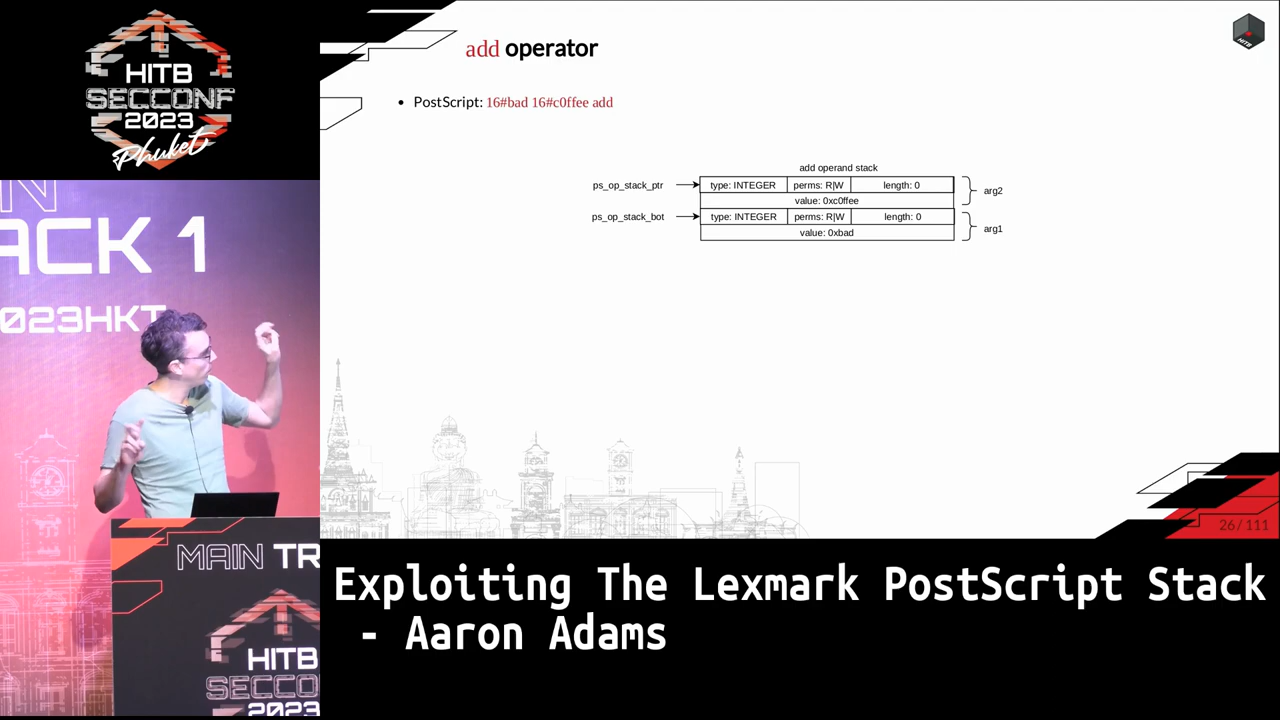 HITB
SECCONF
2023
Phuket
add operator
• PostScript: 16#bad 16#c0ffee add
add operand stack
ps_op_stack_ptr
type: INTEGER
perms: R|W
length: 0
value: 0xc0ffee
arg2
ps_op_stack_bot
type: INTEGER
perms: R|W
length: 0
value: 0xbad
arg1
HITB
26 / 111
ACK 1
023HKT
MAIN TR
HITB
SECCO
2023
Exploiting The Lexmark PostScript Stack
- Aaron Adams